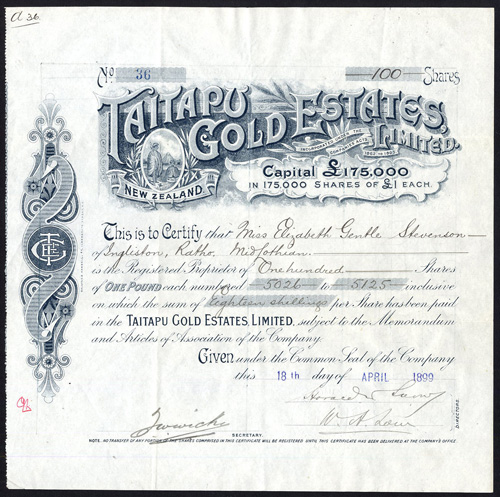 A 36.
No. 36
100 Shares
TAITAPU
GOLD ESTATES,
LIMITED.
INCORPORATED UNDER THE
COMPANIES ACTS
1862 TO 1893
NEW ZEALAND
Capital £175,000
IN 175,000 SHARES OF £1 EACH.
This is to Certify that Miss Elizabeth Gentle Stevenson
of Ingliston, Ratho, Midlothian
is the Registered Proprietor of One hundred Shares
of ONE POUND each numbered 5026 to 5125 inclusive
on which the sum of Eighteen shillings per Share has been paid
in the TAITAPU GOLD ESTATES, LIMITED, subject to the Memorandum
and Articles of Association of the Company.
Given under the Common Seal of the Company
this 18th day of APRIL 1899
DIRECTORS.
SECRETARY.
NOTE. NO TRANSFER OF ANY PORTION OF THE SHARES COMPRISED IN THIS CERTIFICATE WILL BE REGISTERED UNTIL THIS CERTIFICATE HAS BEEN DELIVERED AT THE COMPANY'S OFFICE.